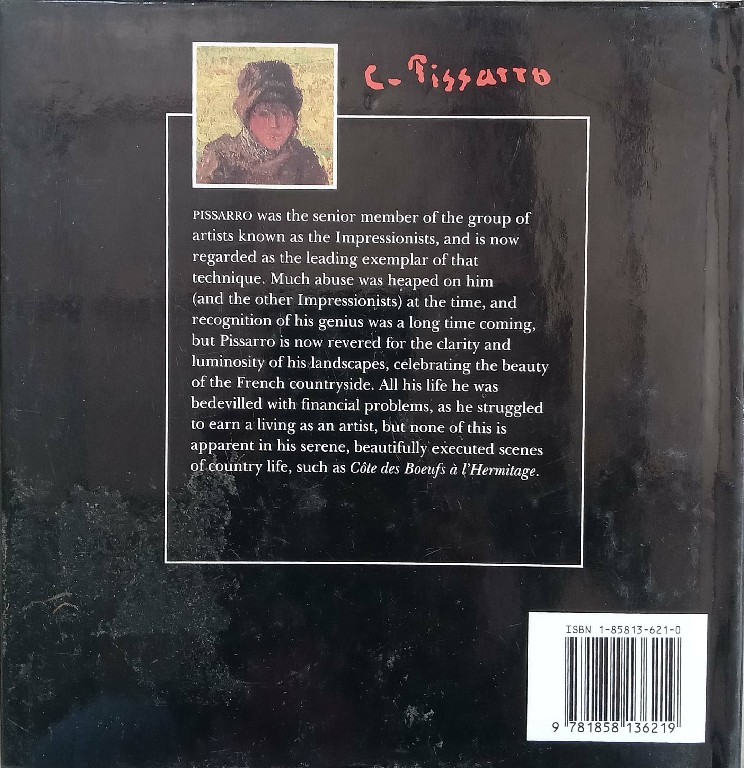 C. Pissarro
PISSARRO was the senior member of the group of
artists known as the Impressionists, and is now
regarded as the leading exemplar of that
technique. Much abuse was heaped on him
(and the other Impressionists) at the time, and
recognition of his genius was a long time coming,
but Pissarro is now revered for the clarity and
luminosity of his landscapes, celebrating the beauty
of the French countryside. All his life he was
bedevilled with financial problems, as he struggled
to earn a living as an artist, but none of this is
apparent in his serene, beautifully executed scenes
of country life, such as Côte des Boeufs à l'Hermitage.
ISBN 1-85813-621-0
9 781858 136219